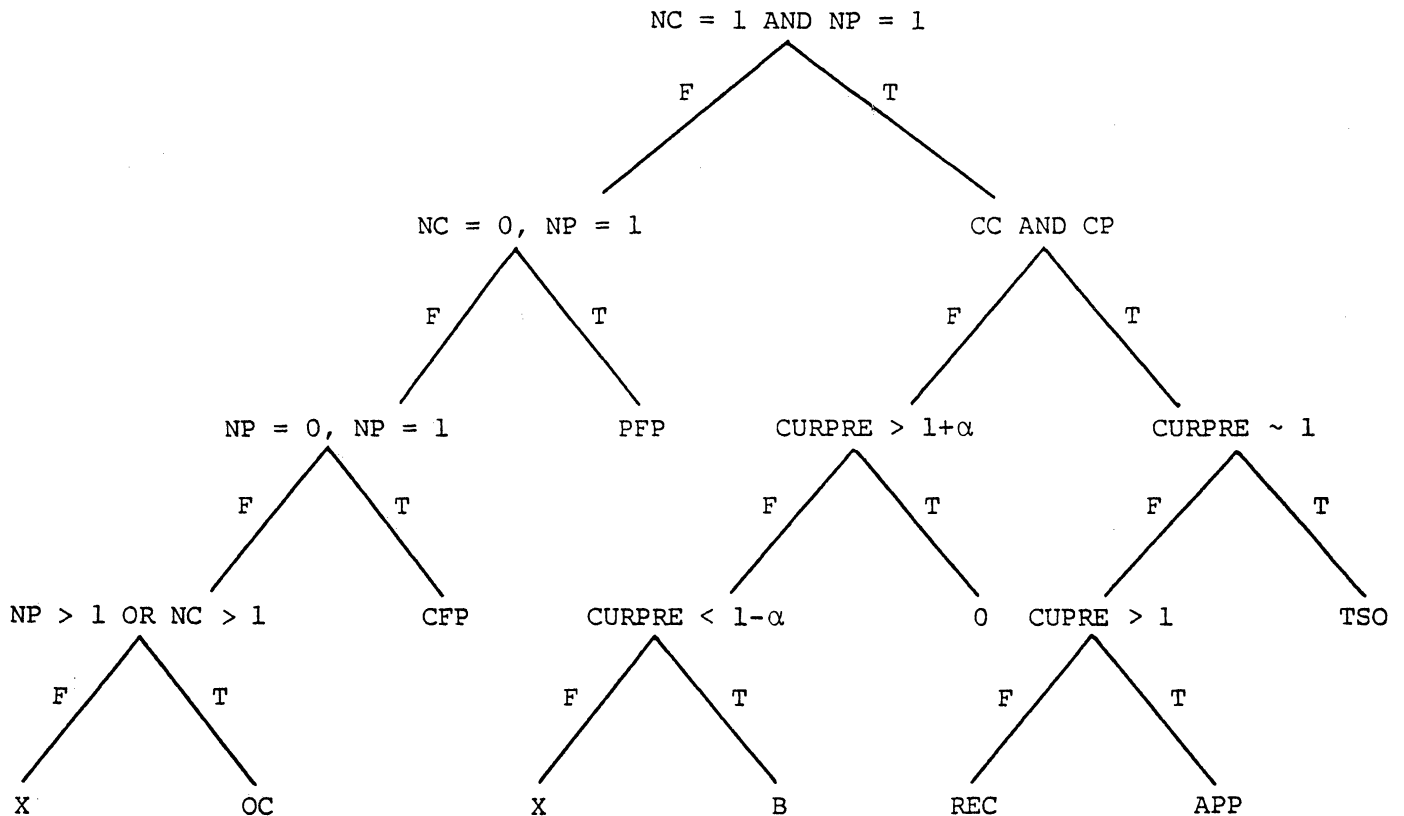 NC = 1 AND NP = 1
F T
NC = 0, NP = 1 CC AND CP
F T F T
NP = 0, NP = 1 PFP CURPRE > 1+α CURPRE ~ 1
F T F T F T
NP > 1 OR NC > 1 CFP CURPRE < 1-α O CUPRE > 1 TSO
F T F T F T
X OC X B REC APP